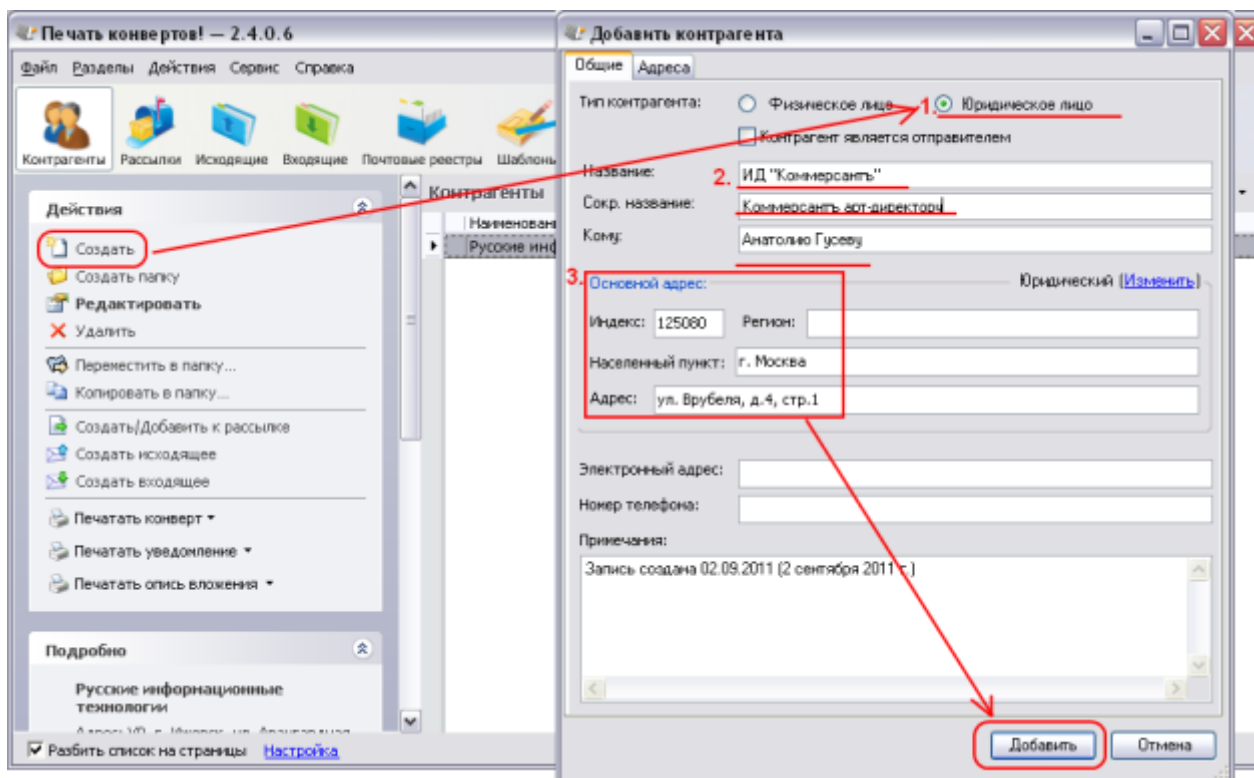 Печать конвертов! — 2.4.0.6
Файл Разделы Действия Сервис Справка
Контрагенты Рассылки Исходящие Входящие Почтовые реестры Шаблоны
Действия
Создать
Создать папку
Редактировать
Удалить
Переместить в папку...
Копировать в папку...
Создать/Добавить к рассылке
Создать исходящее
Создать входящее
Печатать конверт
Печатать уведомление
Печатать опись вложения
Подробно
Русские информационные
технологии
Разбить список на страницы Настройка
Контрагенты
Русские
Добавить контрагента
Общие Адреса
Тип контрагента: Физическое лицо 1. Юридическое лицо
Контрагент является отправителем
Название: 2. ИД "Коммерсантъ"
Сокр. название: Коммерсантъ арт-директору
Кому: Анатолию Гусеву
3. Основной адрес: Юридический (Изменить)
Индекс: 125080 Регион:
Населенный пункт: г. Москва
Адрес: ул. Врубеля, д.4, стр.1
Электронный адрес:
Номер телефона:
Примечания:
Запись создана 02.09.2011 (2 сентября 2011 г.)
Добавить Отмена